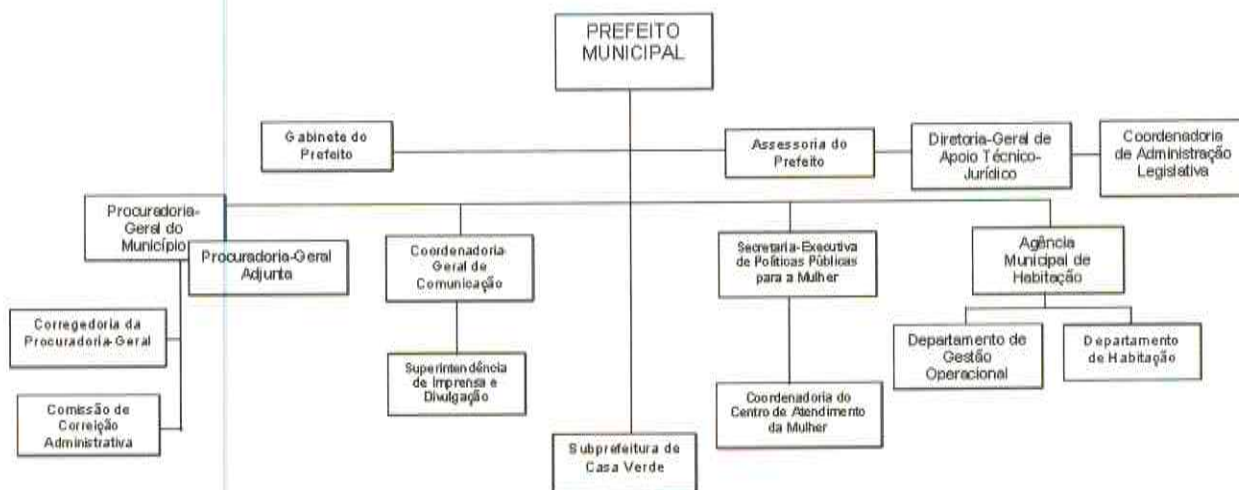 PREFEITO
MUNICIPAL
Gabinete do
Prefeito
Assessoria do
Prefeito
Diretoria-Geral de
Apoio Técnico-
Jurídico
Coordenadoria
de Administração
Legislativa
Procuradoria-
Geral do
Município
Procuradoria-Geral
Adjunta
Coordenadoria-
Geral de
Comunicação
Secretaria-Executiva
de Políticas Públicas
para a Mulher
Agência
Municipal de
Habitação
Corregedoria da
Procuradoria-Geral
Superintendência
de Imprensa e
Divulgação
Departamento de
Gestão
Operacional
Departamento
de Habitação
Comissão de
Correição
Administrativa
Coordenadoria do
Centro de Atendimento
da Mulher
Subprefeitura de
Casa Verde